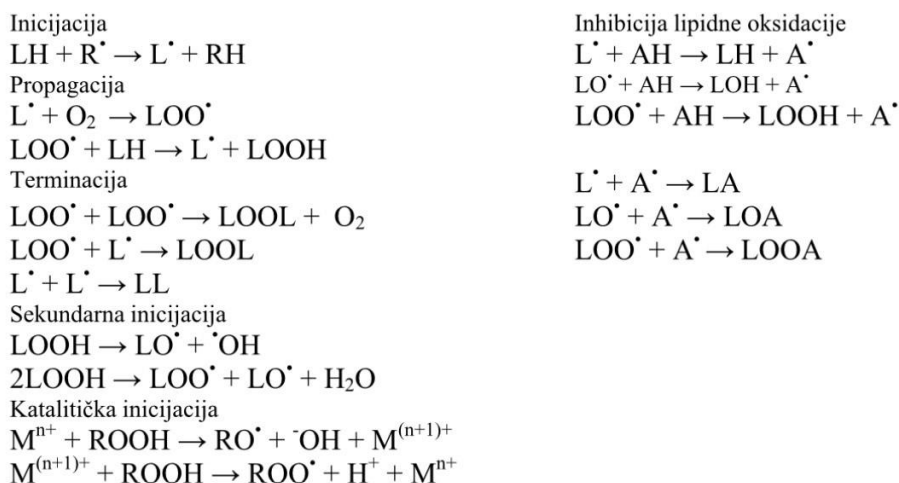 Inicijacija
LH + R˙ → L˙ + RH
Propagacija
L˙ + O₂ → LOO˙
LOO˙ + LH → L˙ + LOOH
Terminacija
LOO˙ + LOO˙ → LOOL + O₂
LOO˙ + L˙ → LOOL
L˙ + L˙ → LL
Sekundarna inicijacija
LOOH → LO˙ + ˙OH
2LOOH → LOO˙ + LO˙ + H₂O
Katalitička inicijacija
Mⁿ⁺ + ROOH → RO˙ + ⁻OH + M⁽ⁿ⁺¹⁾⁺
M⁽ⁿ⁺¹⁾⁺ + ROOH → ROO˙ + H⁺ + Mⁿ⁺
Inhibicija lipidne oksidacije
L˙ + AH → LH + A˙
LO˙ + AH → LOH + A˙
LOO˙ + AH → LOOH + A˙
L˙ + A˙ → LA
LO˙ + A˙ → LOA
LOO˙ + A˙ → LOOA